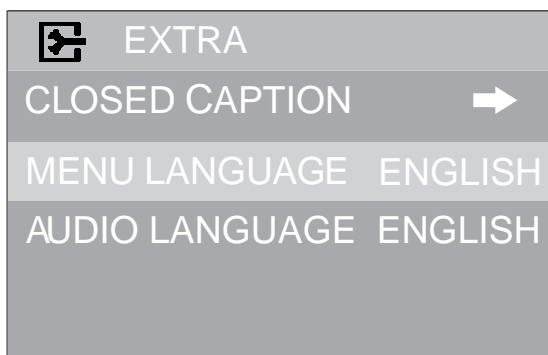 EXTRA
CLOSED CAPTION
MENU LANGUAGE ENGLISH
AUDIO LANGUAGE ENGLISH